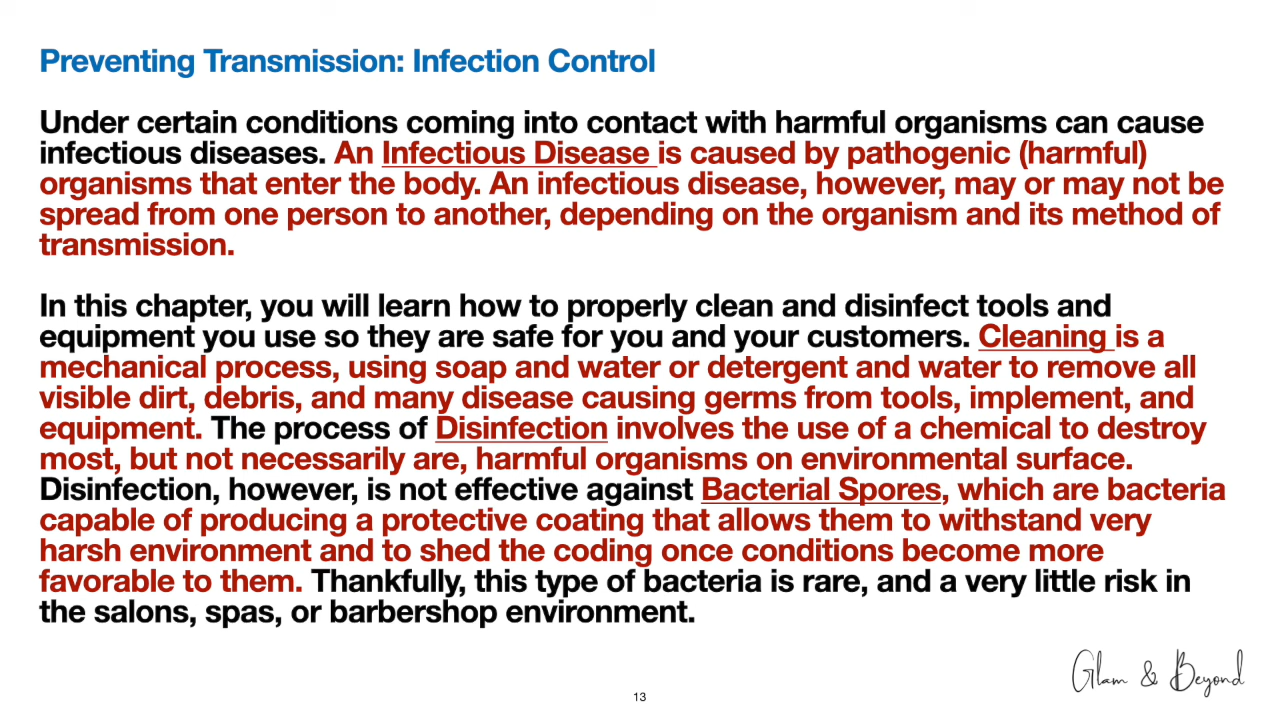 Preventing Transmission: Infection Control
Under certain conditions coming into contact with harmful organisms can cause
infectious diseases. An Infectious Disease is caused by pathogenic (harmful)
organisms that enter the body. An infectious disease, however, may or may not be
spread from one person to another, depending on the organism and its method of
transmission.
In this chapter, you will learn how to properly clean and disinfect tools and
equipment you use so they are safe for you and your customers. Cleaning is a
mechanical process, using soap and water or detergent and water to remove all
visible dirt, debris, and many disease causing germs from tools, implement, and
equipment. The process of Disinfection involves the use of a chemical to destroy
most, but not necessarily are, harmful organisms on environmental surface.
Disinfection, however, is not effective against Bacterial Spores, which are bacteria
capable of producing a protective coating that allows them to withstand very
harsh environment and to shed the coding once conditions become more
favorable to them. Thankfully, this type of bacteria is rare, and a very little risk in
the salons, spas, or barbershop environment.
Glam & Beyond
13